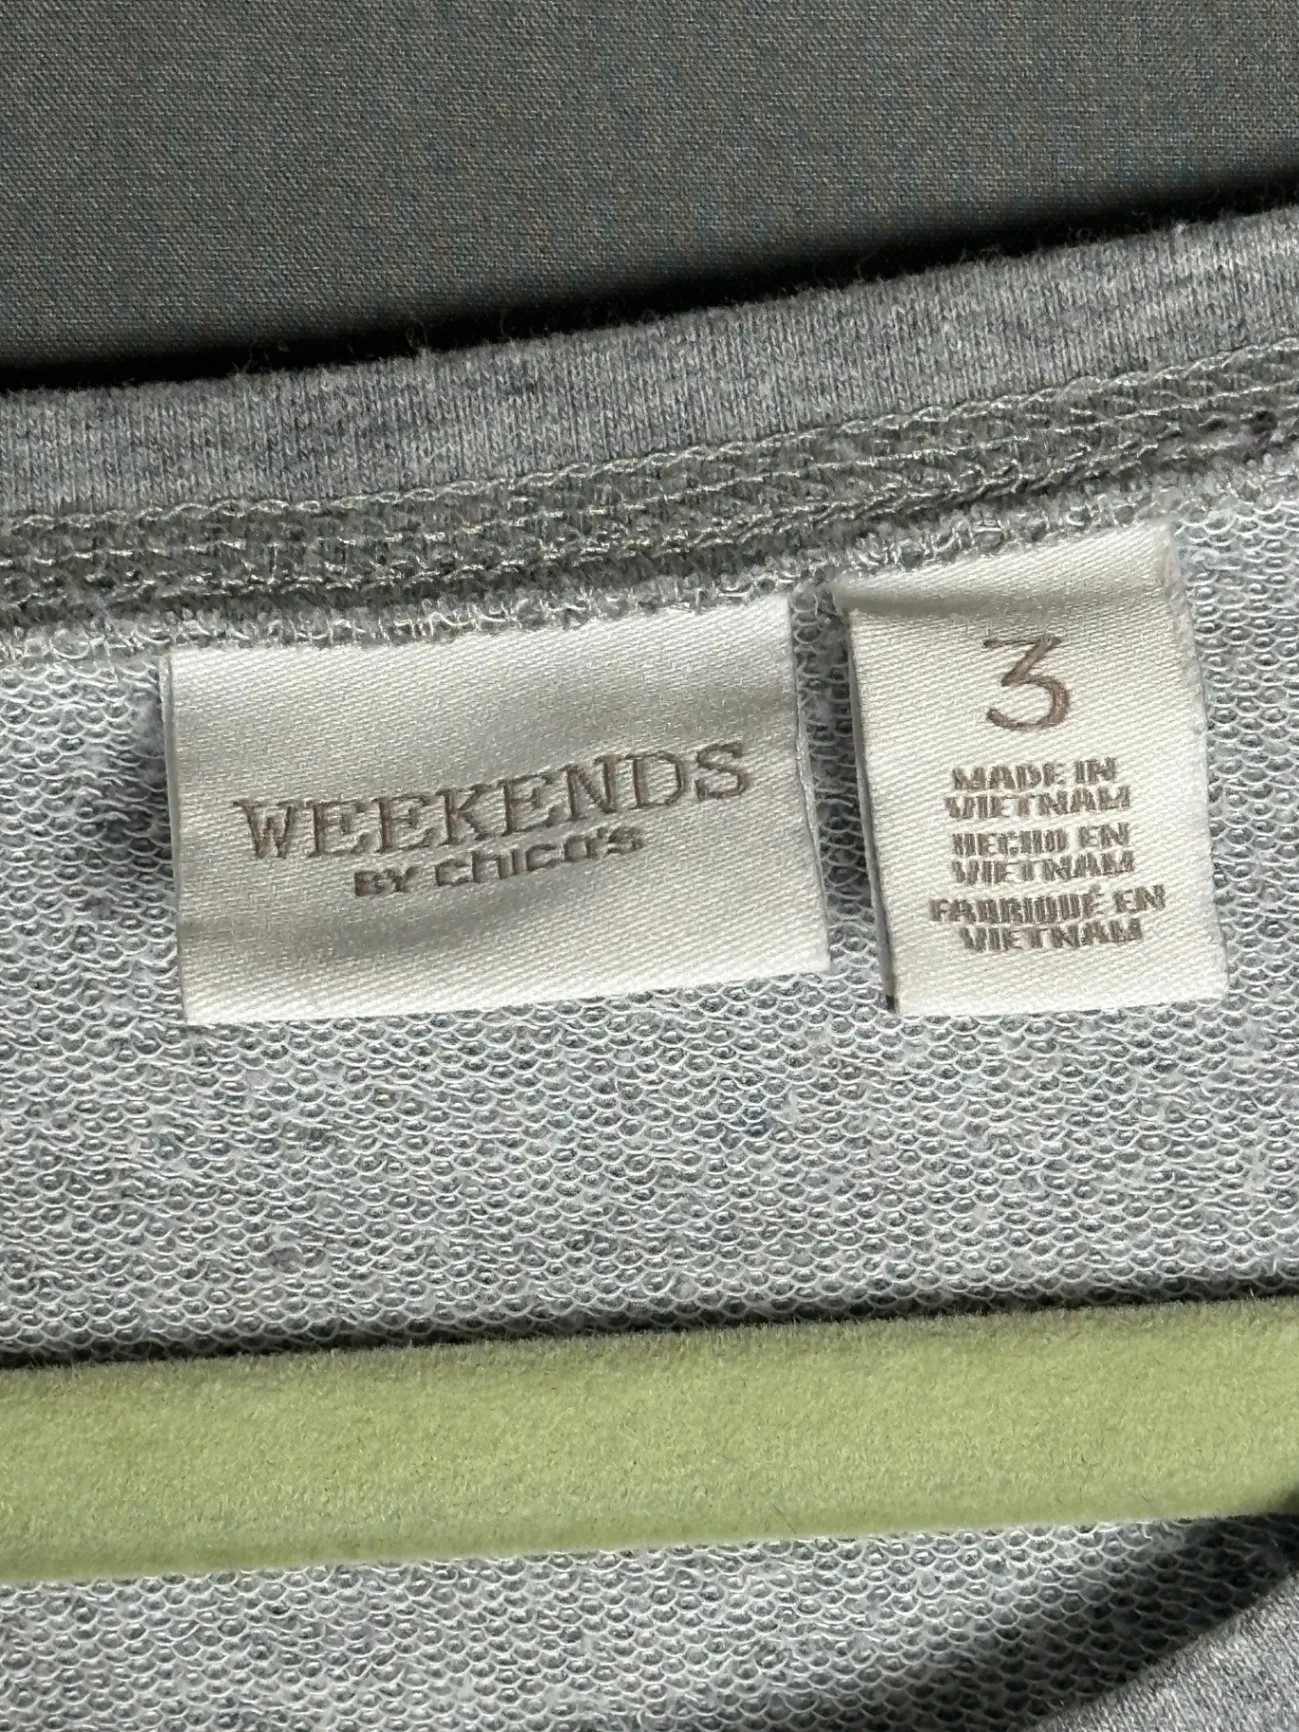 WEEKENDS
BY chico's
3
MADE IN
VIETNAM
HECHO EN
VIETNAM
FABRIQUÉ EN
VIETNAM